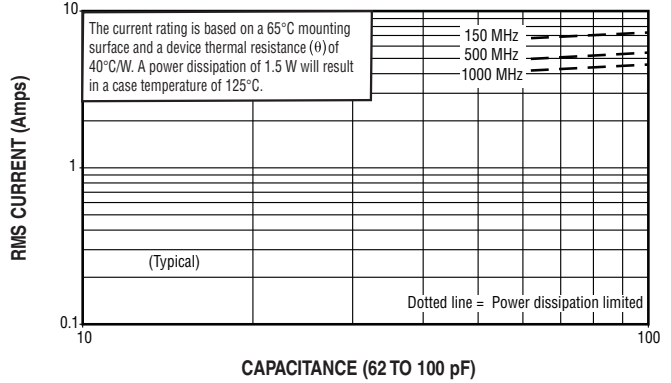 10
The current rating is based on a 65°C mounting
surface and a device thermal resistance (θ) of
40°C/W. A power dissipation of 1.5 W will result
in a case temperature of 125°C.
150 MHz
500 MHz
1000 MHz
RMS CURRENT (Amps)
1
(Typical)
Dotted line = Power dissipation limited
0.1
10
100
CAPACITANCE (62 TO 100 pF)